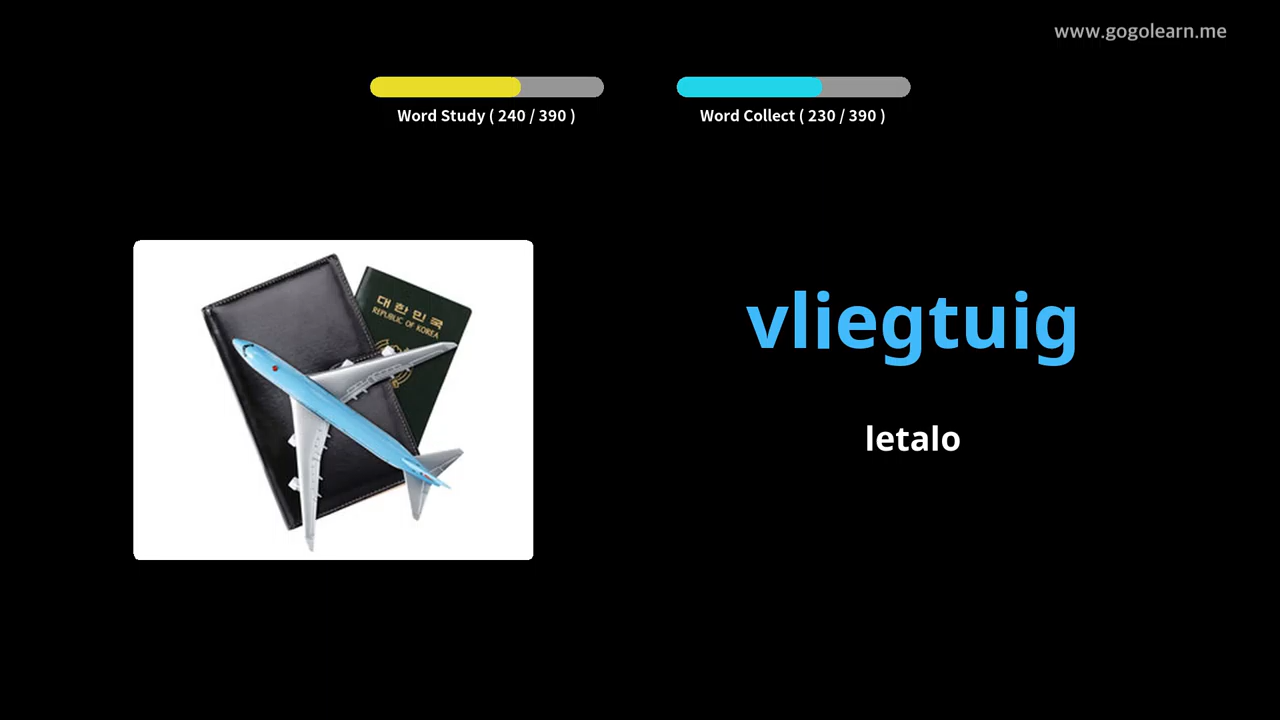 www.gogolearn.me
Word Study ( 240 / 390 )
Word Collect ( 230 / 390 )
대한민국
REPUBLIC OF KOREA
vliegtuig
letalo